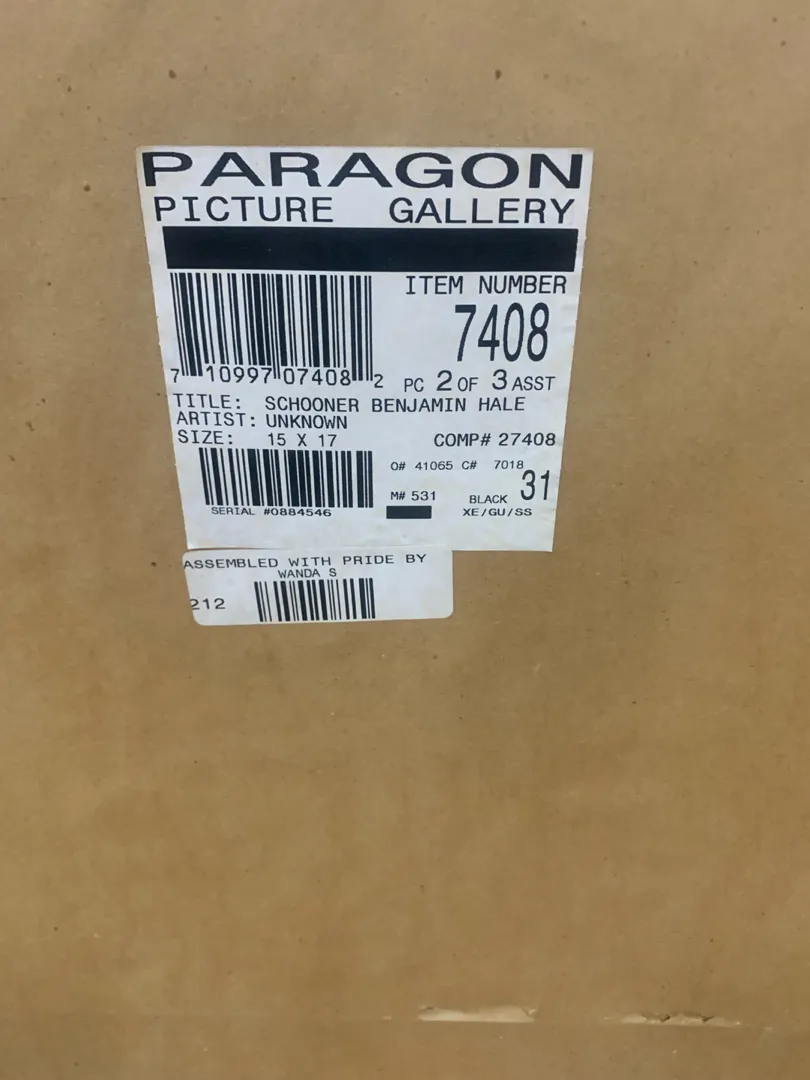 PARAGON
PICTURE GALLERY
ITEM NUMBER
7408
7 10997 07408 2 PC 2 OF 3 ASST
TITLE: SCHOONER BENJAMIN HALE
ARTIST: UNKNOWN
SIZE: 15 X 17 COMP# 27408
O# 41065 C# 7018
M# 531 BLACK 31
SERIAL #0884546 XE/GU/SS
ASSEMBLED WITH PRIDE BY
WANDA S
212